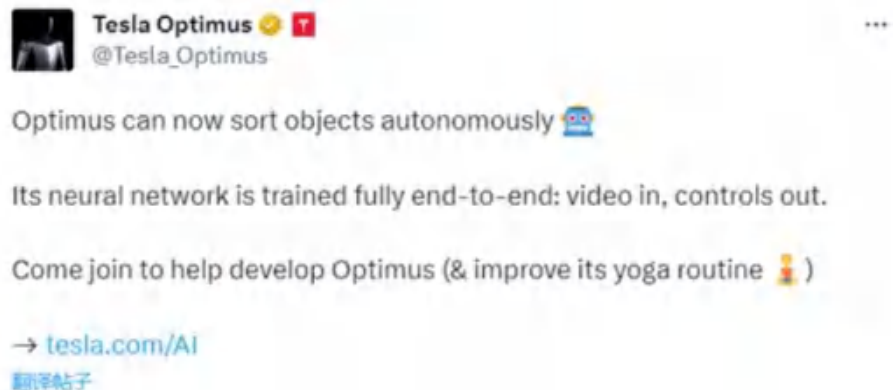 Tesla Optimus
@Tesla_Optimus
Optimus can now sort objects autonomously 🤖
Its neural network is trained fully end-to-end: video in, controls out.
Come join to help develop Optimus (& improve its yoga routine 🧘 )
→ tesla.com/AI
翻译帖子